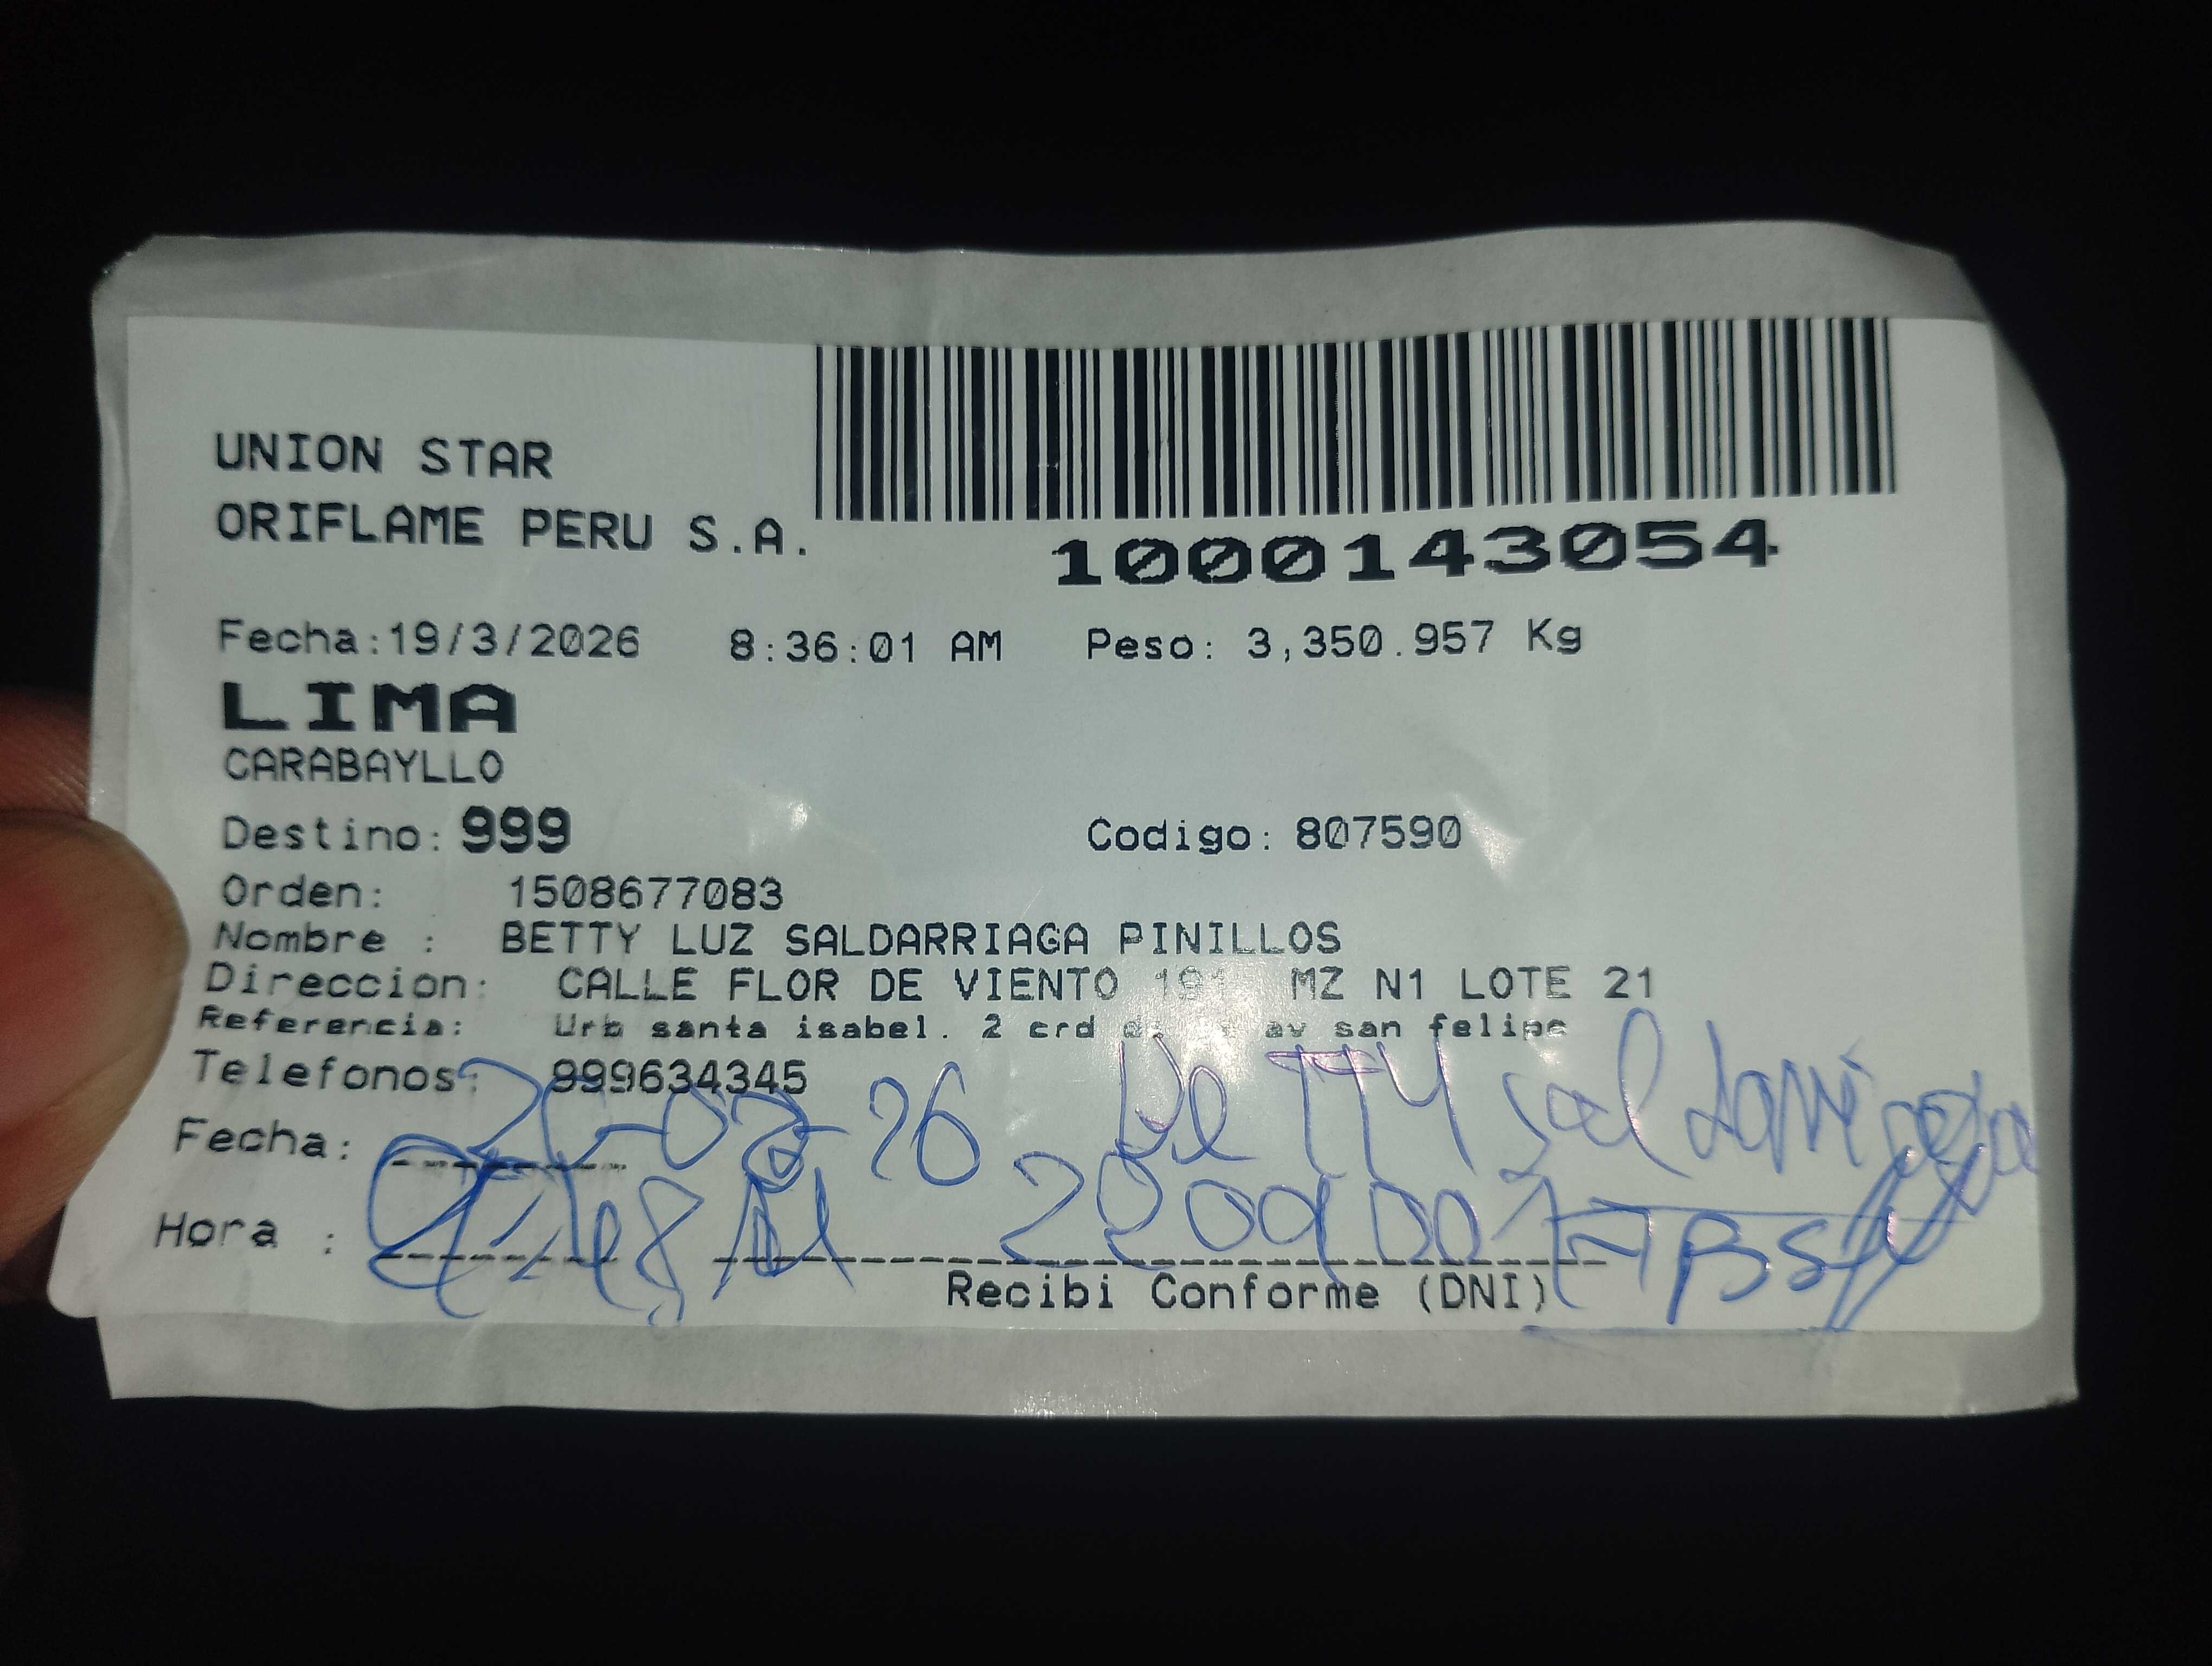 UNION STAR
ORIFLAME PERU S.A.
1000143054
Fecha:19/3/2026 8:36:01 AM Peso: 3,350.957 Kg
LIMA
CARABAYLLO
Destino: 999 Codigo: 807590
Orden: 1508677083
Nombre : BETTY LUZ SALDARRIAGA PINILLOS
Direccion: CALLE FLOR DE VIENTO MZ N1 LOTE 21
Referencia: Urb santa isabel. 2 crd av san felipe
Telefonos: 999634345
Fecha: 26
Hora :
Recibi Conforme (DNI)